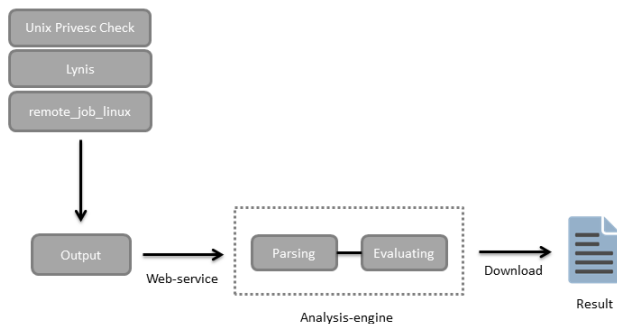 Unix Privesc Check
Lynis
remote_job_linux
Output
Web-service
Parsing
Evaluating
Analysis-engine
Download
Result